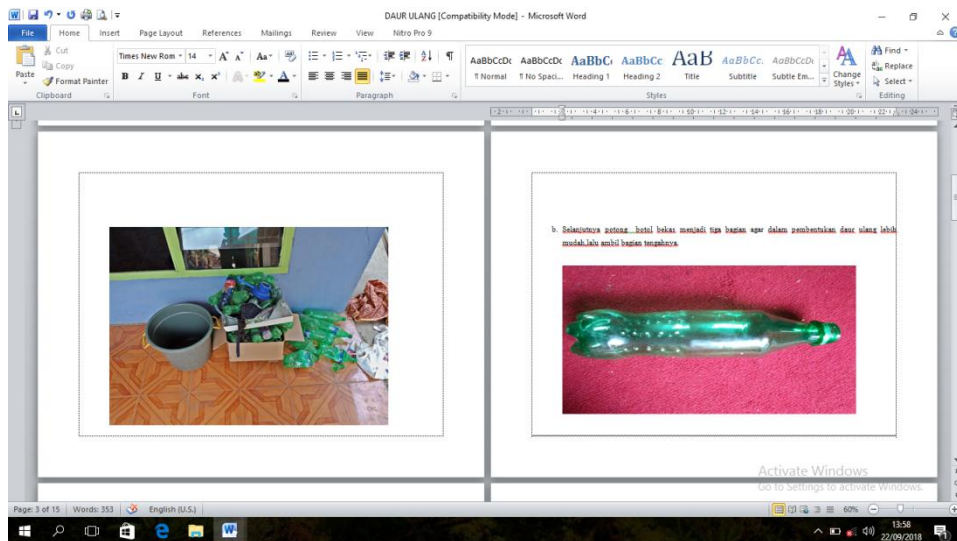 DAUR ULANG [Compatibility Mode] - Microsoft Word
File Home Insert Page Layout References Mailings Review View Nitro Pro 9
Cut
Copy
Format Painter
Paste
Clipboard
Times New Rom 14
Font
Paragraph
AaBbCcDc AaBbCcDc AaBbC AaBbCc AaB AaBbCc. AaBbCcDc
¶ Normal ¶ No Spaci... Heading 1 Heading 2 Title Subtitle Subtle Em...
Styles
Change
Styles
Find
Replace
Select
Editing
b. Selanjutnya potong botol bekas menjadi tiga bagian agar dalam pembentukan daur ulang lebih
mudah,lalu ambil bagian tengahnya.
Activate Windows
Go to Settings to activate Windows.
Page: 3 of 15 Words: 353 English (U.S.) 60%
13:58
22/09/2018